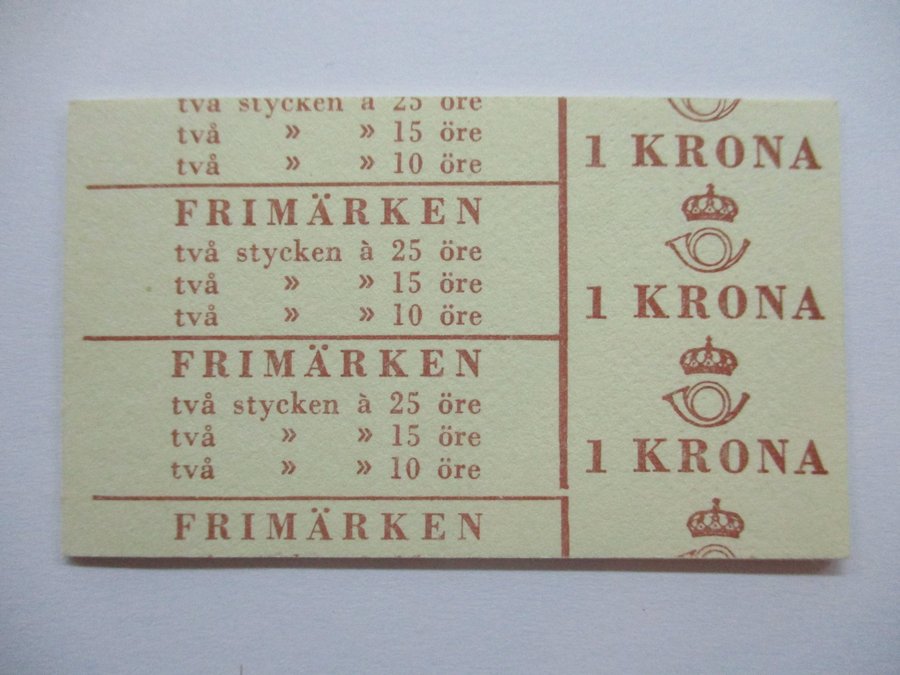 två stycken à 25 öre
två » » 15 öre
två » » 10 öre
1 KRONA
FRIMÄRKEN
två stycken à 25 öre
två » » 15 öre
två » » 10 öre
1 KRONA
FRIMÄRKEN
två stycken à 25 öre
två » » 15 öre
två » » 10 öre
1 KRONA
FRIMÄRKEN